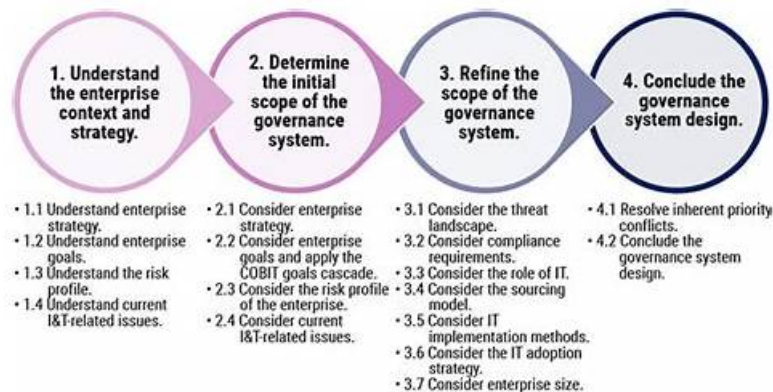 1. Understand
the enterprise
context and
strategy.
• 1.1 Understand enterprise
strategy.
• 1.2 Understand enterprise
goals.
• 1.3 Understand the risk
profile.
• 1.4 Understand current
I&T-related issues.
2. Determine
the initial
scope of the
governance
system.
• 2.1 Consider enterprise
strategy.
• 2.2 Consider enterprise
goals and apply the
COBIT goals cascade.
• 2.3 Consider the risk profile
of the enterprise.
• 2.4 Consider current
I&T-related issues.
3. Refine the
scope of the
governance
system.
• 3.1 Consider the threat
landscape.
• 3.2 Consider compliance
requirements.
• 3.3 Consider the role of IT.
• 3.4 Consider the sourcing
model.
• 3.5 Consider IT
implementation methods.
• 3.6 Consider the IT adoption
strategy.
• 3.7 Consider enterprise size.
4. Conclude the
governance
system design.
• 4.1 Resolve inherent priority
conflicts.
• 4.2 Conclude the
governance system
design.